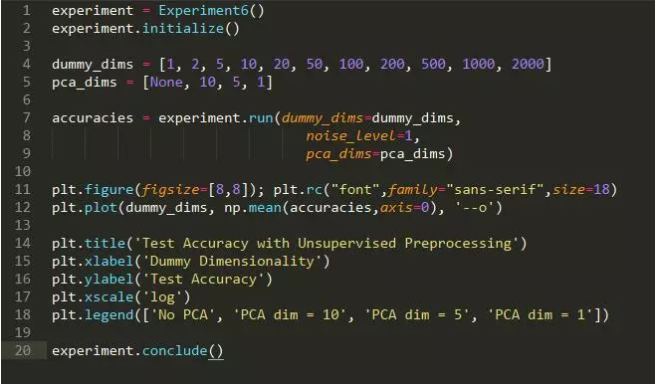 1 experiment = Experiment6()
2 experiment.initialize()
3
4 dummy_dims = [1, 2, 5, 10, 20, 50, 100, 200, 500, 1000, 2000]
5 pca_dims = [None, 10, 5, 1]
6
7 accuracies = experiment.run(dummy_dims=dummy_dims,
8 noise_level=1,
9 pca_dims=pca_dims)
10
11 plt.figure(figsize=[8,8]); plt.rc("font",family="sans-serif",size=18)
12 plt.plot(dummy_dims, np.mean(accuracies,axis=0), '--o')
13
14 plt.title('Test Accuracy with Unsupervised Preprocessing')
15 plt.xlabel('Dummy Dimensionality')
16 plt.ylabel('Test Accuracy')
17 plt.xscale('log')
18 plt.legend(['No PCA', 'PCA dim = 10', 'PCA dim = 5', 'PCA dim = 1'])
19
20 experiment.conclude()